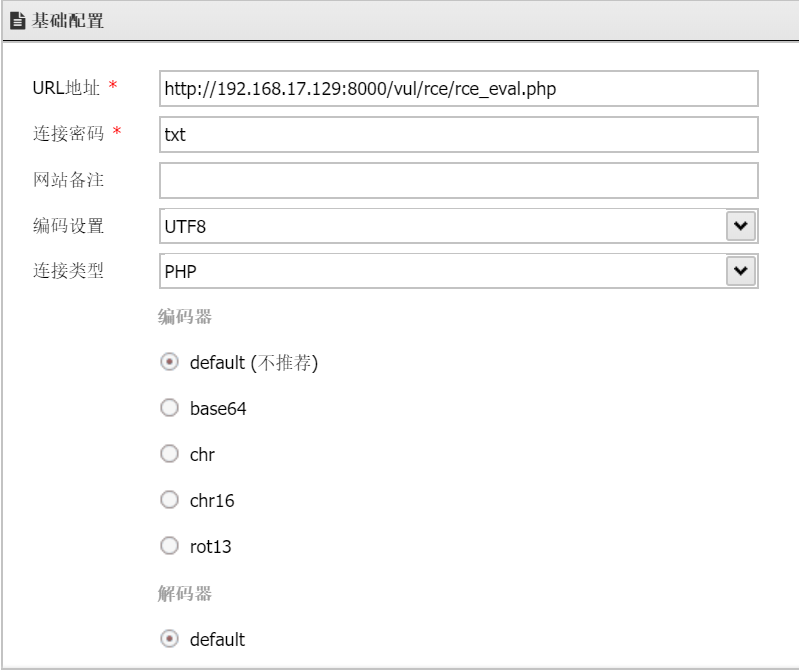 基础配置
URL地址 * http://192.168.17.129:8000/vul/rce/rce_eval.php
连接密码 * txt
网站备注
编码设置 UTF8
连接类型 PHP
编码器
default (不推荐)
base64
chr
chr16
rot13
解码器
default